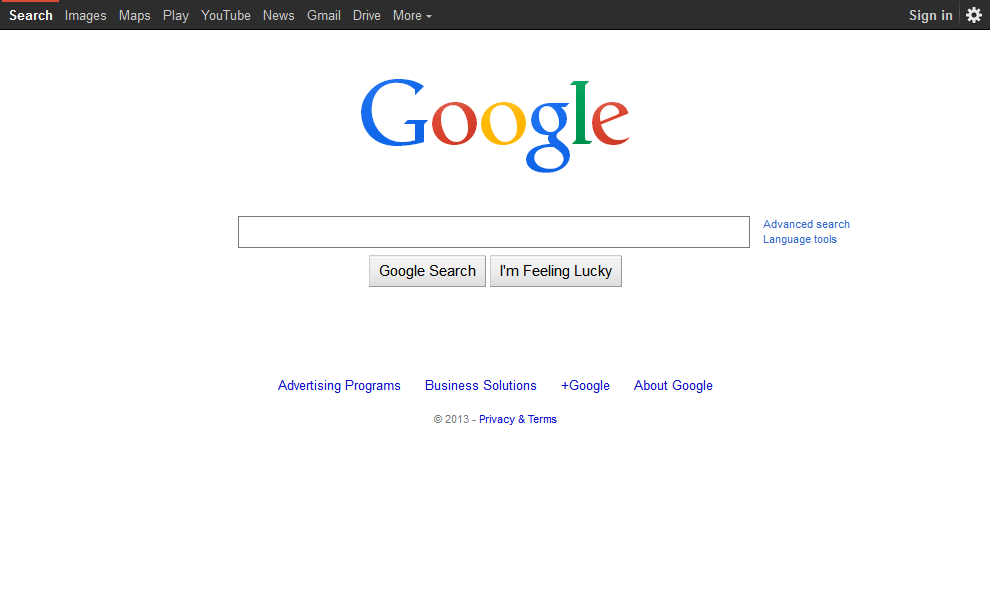 Search Images Maps Play YouTube News Gmail Drive More Sign in
Google
Advanced search
Language tools
Google Search I'm Feeling Lucky
Advertising Programs Business Solutions +Google About Google
© 2013 - Privacy & Terms